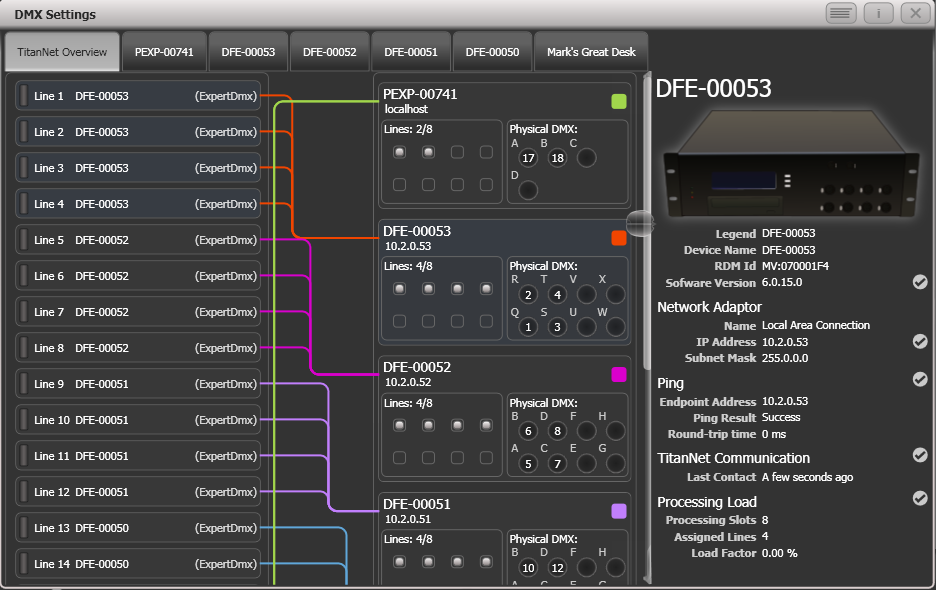 DMX Settings
TitanNet Overview
PEXP-00741
DFE-00053
DFE-00052
DFE-00051
DFE-00050
Mark's Great Desk
Line 1 DFE-00053 (ExpertDmx)
Line 2 DFE-00053 (ExpertDmx)
Line 3 DFE-00053 (ExpertDmx)
Line 4 DFE-00053 (ExpertDmx)
Line 5 DFE-00052 (ExpertDmx)
Line 6 DFE-00052 (ExpertDmx)
Line 7 DFE-00052 (ExpertDmx)
Line 8 DFE-00052 (ExpertDmx)
Line 9 DFE-00051 (ExpertDmx)
Line 10 DFE-00051 (ExpertDmx)
Line 11 DFE-00051 (ExpertDmx)
Line 12 DFE-00051 (ExpertDmx)
Line 13 DFE-00050 (ExpertDmx)
Line 14 DFE-00050 (ExpertDmx)
PEXP-00741
localhost
Lines: 2/8
Physical DMX:
A B C
17 18
D
DFE-00053
10.2.0.53
Lines: 4/8
Physical DMX:
R T V X
2 4
Q S U W
1 3
DFE-00052
10.2.0.52
Lines: 4/8
Physical DMX:
B D F H
6 8
A C E G
5 7
DFE-00051
10.2.0.51
Lines: 4/8
Physical DMX:
B D F H
10 12
A C E G
DFE-00053
Legend DFE-00053
Device Name DFE-00053
RDM Id MV:070001F4
Sofware Version 6.0.15.0
Network Adaptor
Name Local Area Connection
IP Address 10.2.0.53
Subnet Mask 255.0.0.0
Ping
Endpoint Address 10.2.0.53
Ping Result Success
Round-trip time 0 ms
TitanNet Communication
Last Contact A few seconds ago
Processing Load
Processing Slots 8
Assigned Lines 4
Load Factor 0.00 %